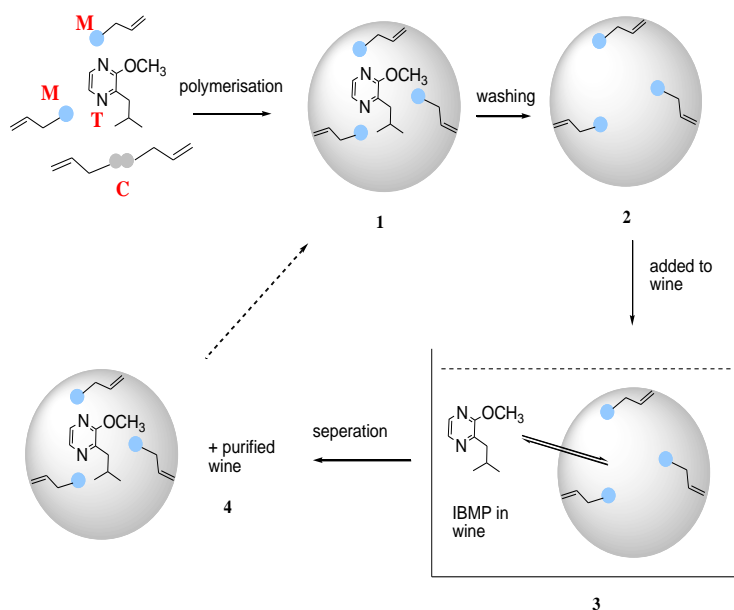 M
N
OCH3
N
M
T
C
polymerisation
N
OCH3
N
1
washing
2
added to
wine
N
OCH3
N
IBMP in
wine
3
seperation
N
OCH3
N
+ purified
wine
4